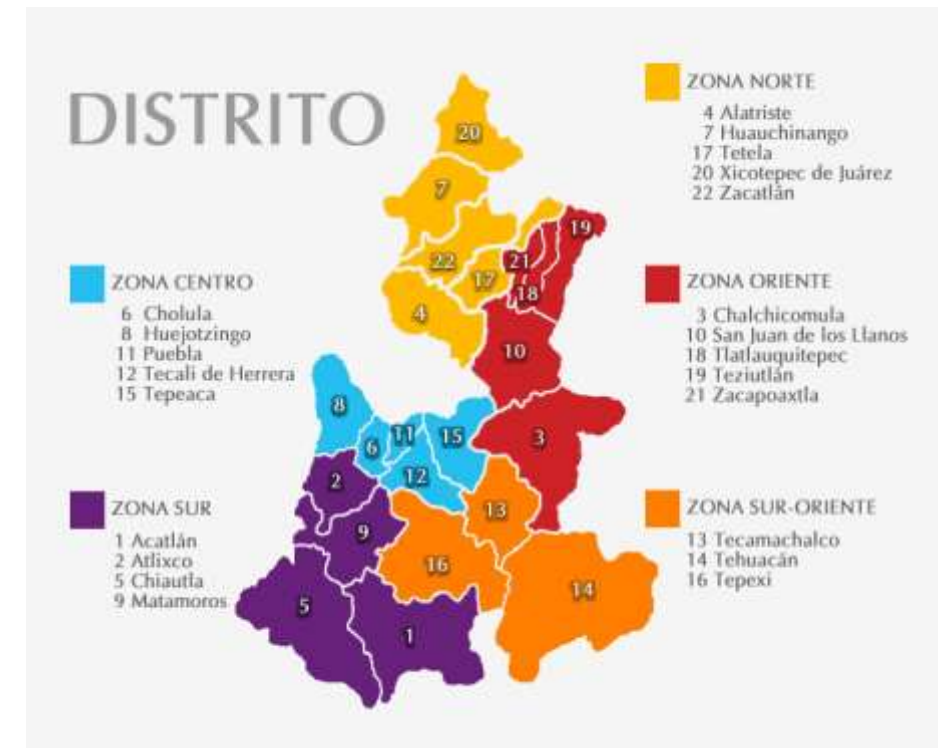 DISTRITO
ZONA NORTE
4 Alatriste
7 Huauchinango
17 Tetela
20 Xicotepec de Juárez
22 Zacatlán
ZONA CENTRO
6 Cholula
8 Huejotzingo
11 Puebla
12 Tecali de Herrera
15 Tepeaca
ZONA ORIENTE
3 Chalchicomula
10 San Juan de los Llanos
18 Tlatlauquitepec
19 Teziutlán
21 Zacapoaxtla
ZONA SUR
1 Acatlán
2 Atlixco
5 Chiautla
9 Matamoros
ZONA SUR-ORIENTE
13 Tecamachalco
14 Tehuacán
16 Tepexi
20
7
19
22
21
17
18
4
10
8
6
11
15
3
12
2
13
9
16
14
5
1